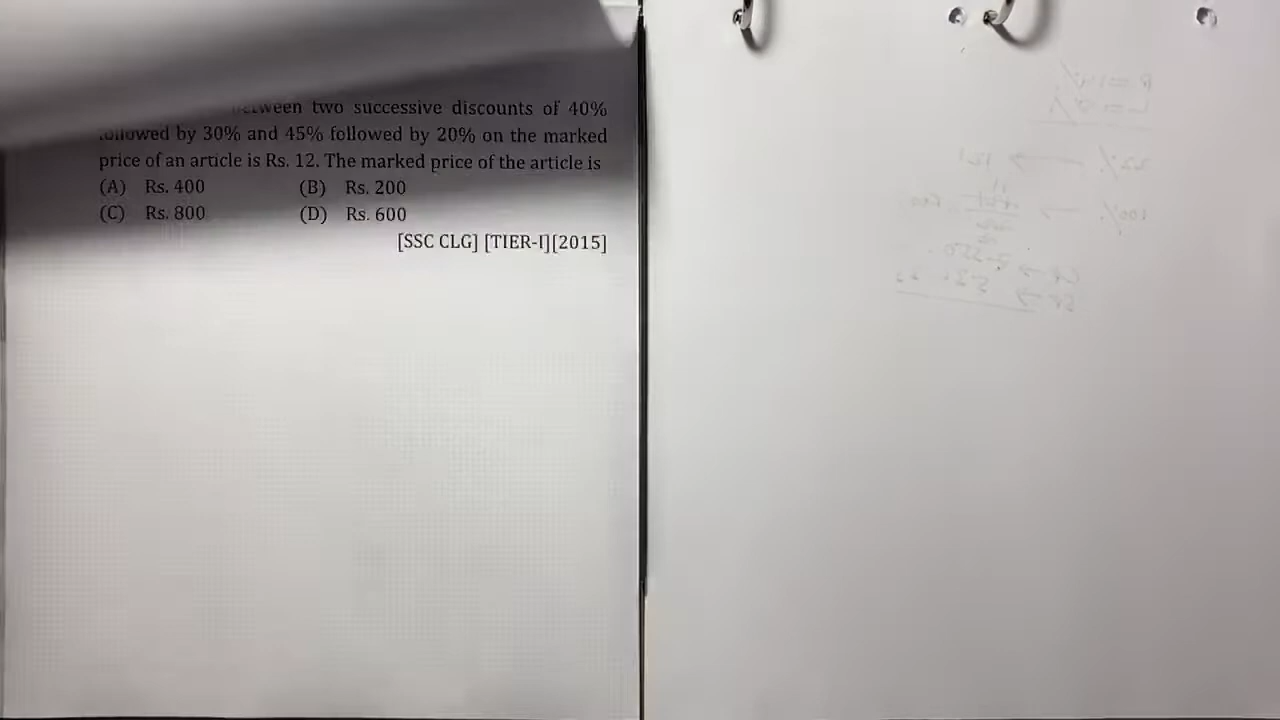 two successive discounts of 40%
by 30% and 45% followed by 20% on the marked
price of an article is Rs. 12. The marked price of the article is
(A) Rs. 400 (B) Rs. 200
(C) Rs. 800 (D) Rs. 600
[SSC CLG] [TIER-I][2015]